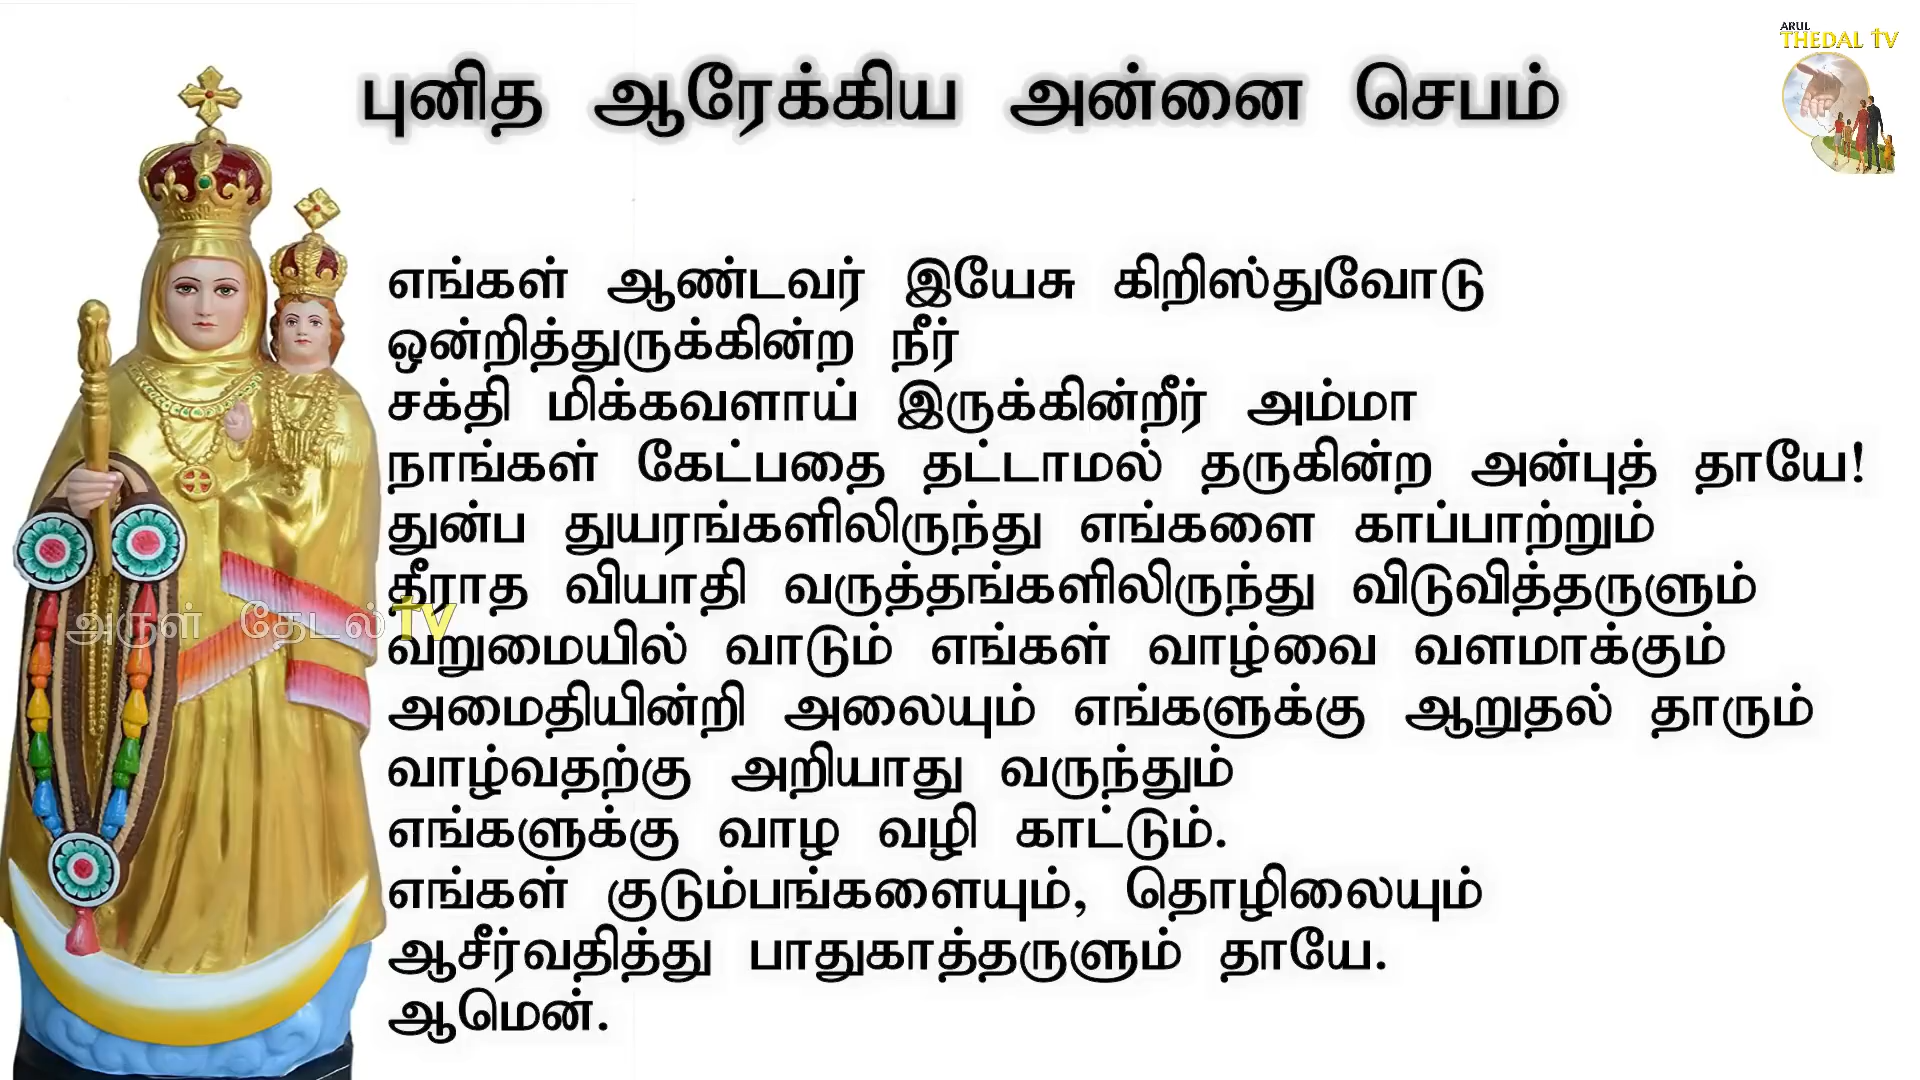 ARUL
THEDAL TV
புனித ஆரேக்கிய அன்னை செபம்
எங்கள் ஆண்டவர் இயேசு கிறிஸ்துவோடு
ஒன்றித்துருக்கின்ற நீர்
சக்தி மிக்கவளாய் இருக்கின்றீர் அம்மா
நாங்கள் கேட்பதை தட்டாமல் தருகின்ற அன்புத் தாயே!
துன்ப துயரங்களிலிருந்து எங்களை காப்பாற்றும்
தீராத வியாதி வருத்தங்களிலிருந்து விடுவித்தருளும்
அருள் தேடல் TV
வறுமையில் வாடும் எங்கள் வாழ்வை வளமாக்கும்
அமைதியின்றி அலையும் எங்களுக்கு ஆறுதல் தாரும்
வாழ்வதற்கு அறியாது வருந்தும்
எங்களுக்கு வாழ வழி காட்டும்.
எங்கள் குடும்பங்களையும், தொழிலையும்
ஆசீர்வதித்து பாதுகாத்தருளும் தாயே.
ஆமென்.